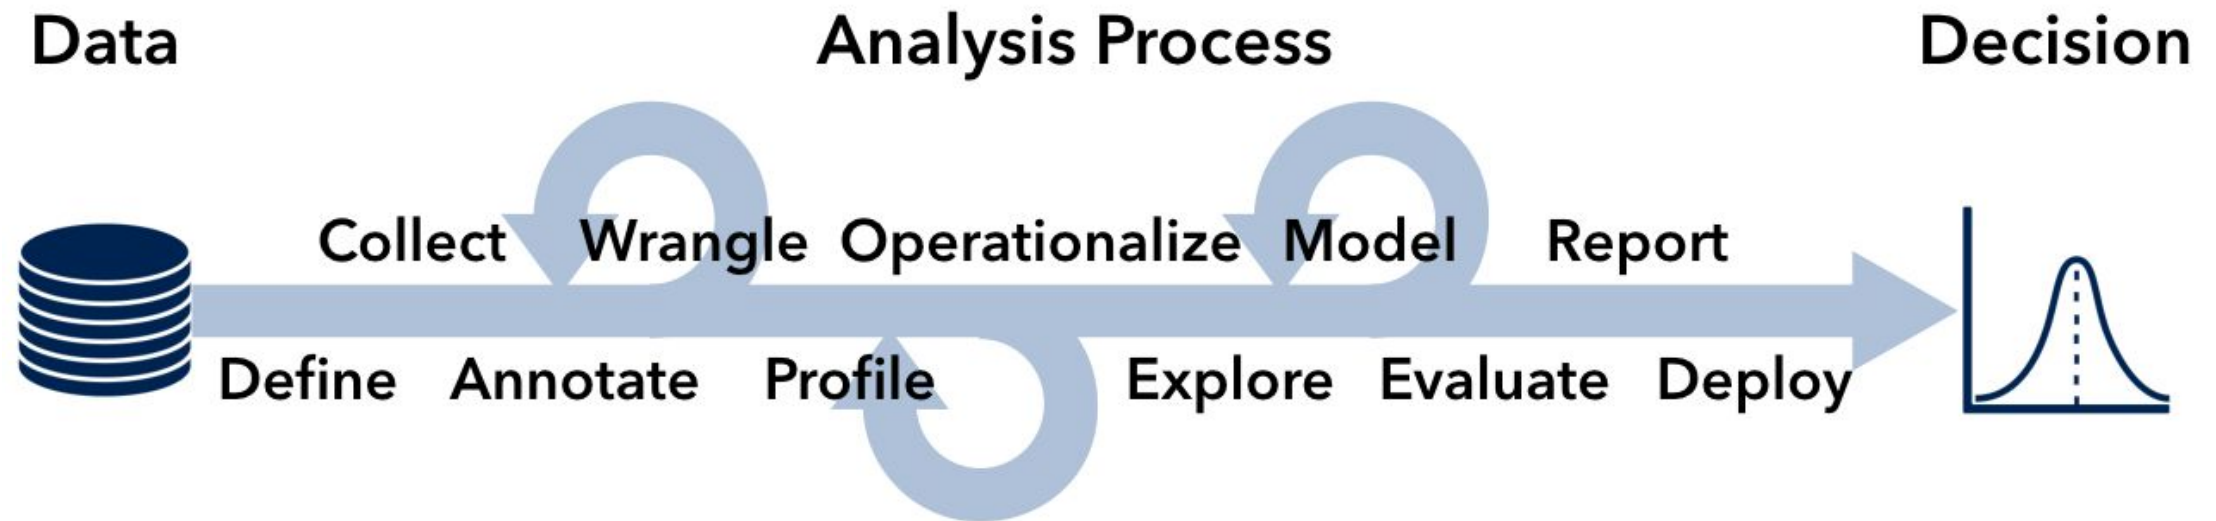 Data
Analysis Process
Decision
Collect
Wrangle
Operationalize
Model
Report
Define
Annotate
Profile
Explore
Evaluate
Deploy